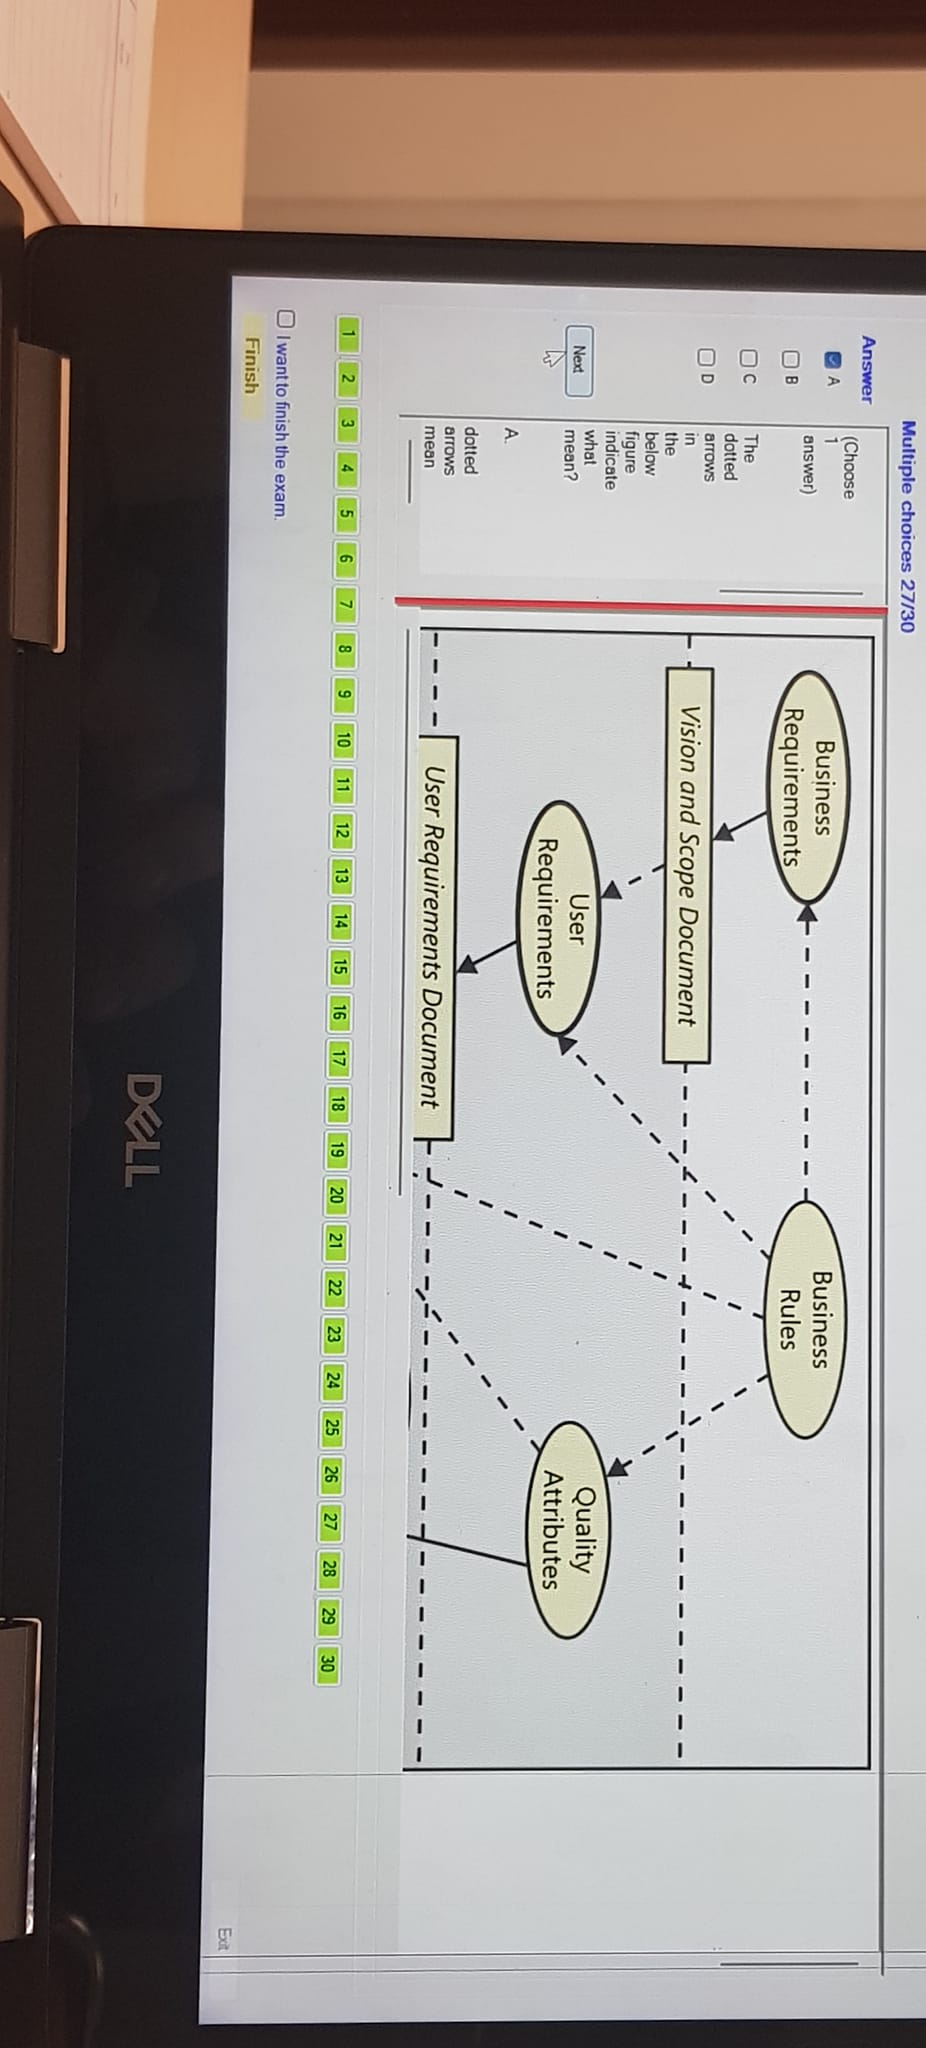 Multiple choices 27/30
Answer
A
B
C
D
Next
(Choose
1
answer)
The
dotted
arrows
in
the
below
figure
indicate
what
mean?
A.
dotted
arrows
mean
Business
Requirements
Business
Rules
Vision and Scope Document
User
Requirements
Quality
Attributes
User Requirements Document
1 2 3 4 5 6 7 8 9 10 11 12 13 14 15 16 17 18 19 20 21 22 23 24 25 26 27 28 29 30
I want to finish the exam.
Finish
Exit
DELL